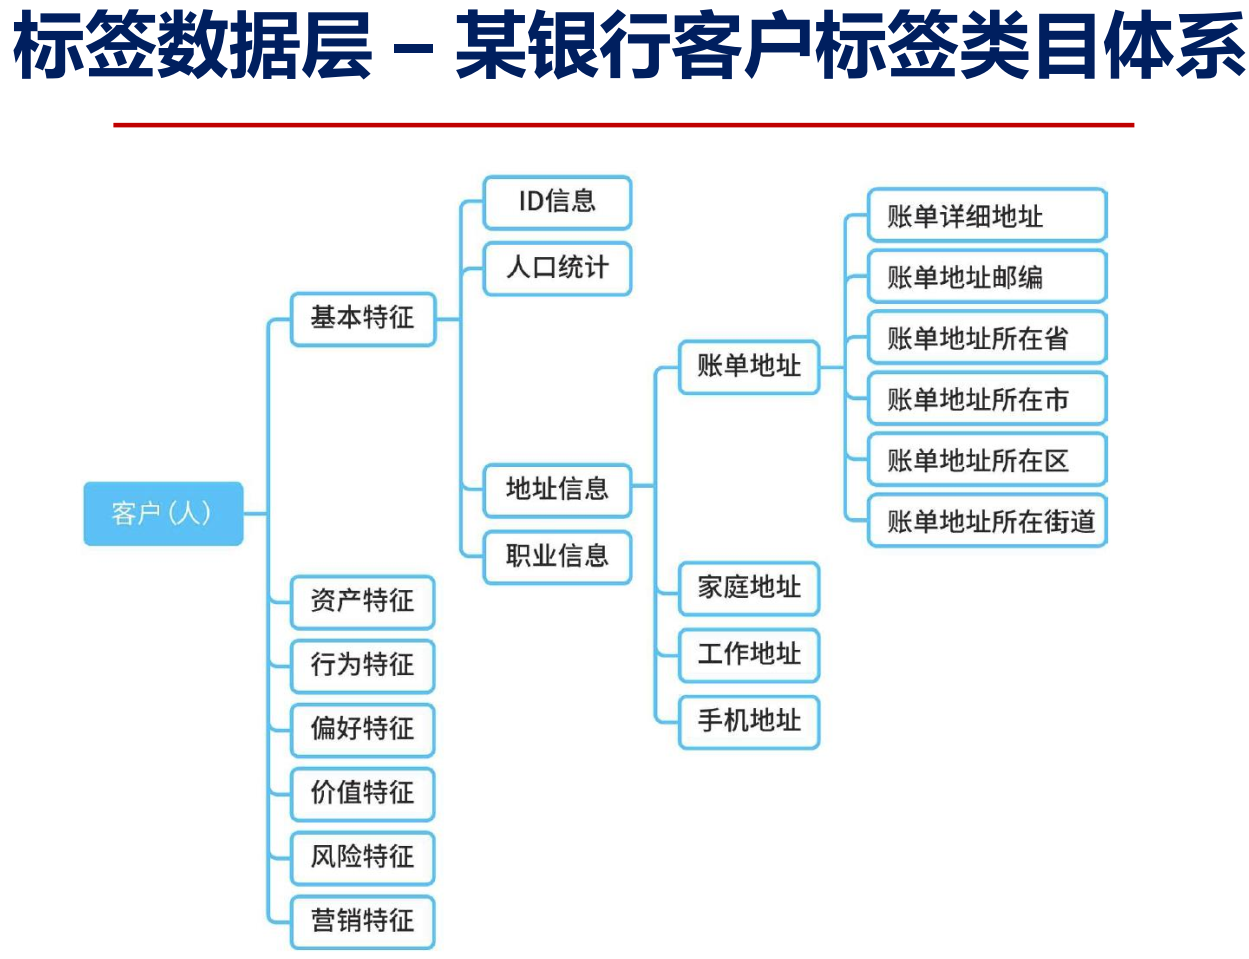 标签数据层 – 某银行客户标签类目体系
客户(人)
基本特征
ID信息
人口统计
地址信息
账单地址
账单详细地址
账单地址邮编
账单地址所在省
账单地址所在市
账单地址所在区
账单地址所在街道
家庭地址
工作地址
手机地址
职业信息
资产特征
行为特征
偏好特征
价值特征
风险特征
营销特征